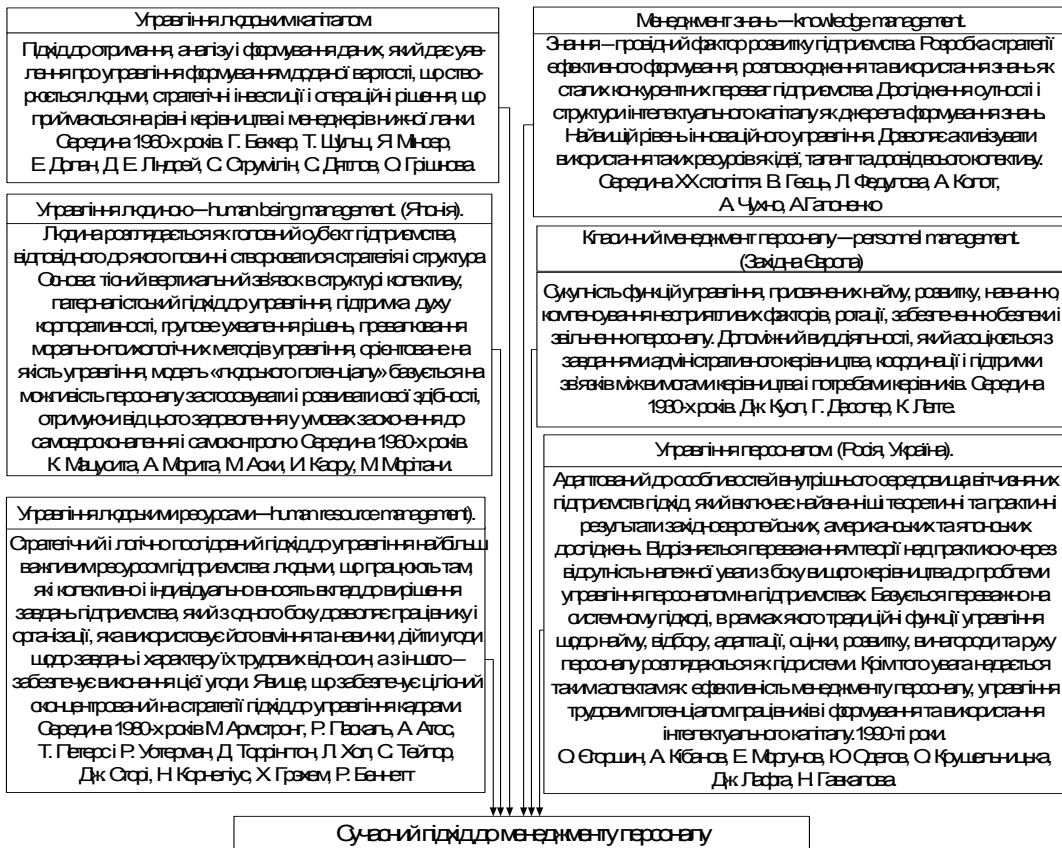 Управління людським капіталом
Підхід до отримання, аналізу і формування даних, який дає уяв-
лення про управління формуванням доданої вартості, що ство-
рюється людьми, стратегічні інвестиції і операційні рішення, що
приймаються на рівні керівництва і менеджерів нижної ланки
Середина 1960-х років. Г. Беккер, Т. Шульц, Я. Мінсер,
Е. Долан, Д. Е. Ліндсей, С. Струмілін, С. Дятлов, О. Грішнова.
Управління людиною – human being management. (Японія).
Людина розглядається як головний субєкт підприємства,
відповідного до якого повинні створюватися стратегія і структура
Основа: тісний вертикальний зв'язок в структурі колективу,
патерналістський підхід до управління, підтримка духу
корпоративності, групове ухвалення рішень, превалювання
морально-психологічних методів управління, орієнтоване на
якість управління, модель «людського потенціалу» базується на
можливість персоналу застосовувати і розвивати свої здібності,
отримуючи від цього задоволення у умовах заохочення до
самовдосконалення і самоконтролю Середина 1960-х років.
К. Мацусита, А. Морита, М. Аоки, И. Каору, М. Морітани.
Управління людськими ресурсами – human resource management).
Стратегічний і логічно послідовний підхід до управління найбільш
важливим ресурсом підприємства: людьми, що працюють там,
які колективно і індивідуально вносять вклад до вирішення
завдань підприємства, який з одного боку дозволяє працівнику і
організації, яка використовує його вміння та навички, дійти угоди
щодо завдань і характеру їх трудових відносин, а з іншого –
забезпечує виконання цієї угоди. Явище, що забезпечує цілісний
сконцентрований на стратегії підхід до управління кадрами.
Середина 1980-х років М. Армстронг, Р. Паскаль, А. Атос,
Т. Петерс і Р. Уотерман, Д. Торрінгтон, Л. Хол, С. Тейлор,
Дж. Сторі, Н. Корнеліус, Х. Грэхем, Р. Беннетт
Менеджмент знань – knowledge management.
Знання – провідний фактор розвитку підприємства. Розробка стратегії
ефективного формування, розповсюдження та використання знань як
сталих конкурентних переваг підприємства. Дослідження сутності і
структури інтелектуального капіталу як джерела формування знань.
Найвищій рівень інноваційного управління. Дозволяє активізувати
використання таких ресурсів як ідеї, талант та досвід всього колективу.
Середина ХХ століття. В. Геєць, Л. Федулова, А. Колот,
А. Чухно, А.Гапоненко
Класичний менеджмент персоналу – personnel management.
(Західна Європа)
Сукупність функцій управління, присвячених найму, розвитку, навчанню,
компенсування несприятливих факторів, ротації, забезпеченню безпеки і
звільненню персоналу. Допоміжний вид діяльності, який асоціюється з
завданнями адміністративного керівництва, координації і підтримки
зв'язків між вимогами керівництва і потребами керівників. Середина
1930-х років. Дж. Куол, Г. Десслер, К. Легге.
Управління персоналом. (Росія, Україна).
Адаптований до особливостей внутрішнього середовища вітчизняних
підприємств підхід, який включає найзначніші теоретичні та практичні
результати західноєвропейських, американських та японських
досліджень. Відрізняється переважанням теорії над практикою через
відсутність належної уваги з боку вищого керівництва до проблеми
управління персоналом на підприємствах. Базується переважно на
системному підході, в рамках якого традиційні функції управління
щодо найму, відбору, адаптації, оцінки, розвитку, винагороди та руху
персоналу розглядаються як підсистеми. Крім того увага надається
таким аспектам як: ефективність менеджменту персоналу, управління
трудовим потенціалом працівників і формування та використання
інтелектуального капіталу.1990-ті роки.
О. Єгоршин, А. Кібанов, Е. Моргунов, Ю. Одегов, О. Крушельницька,
Дж. Лафта, Н. Гавкалова.
Сучасний підхід до менеджменту персоналу